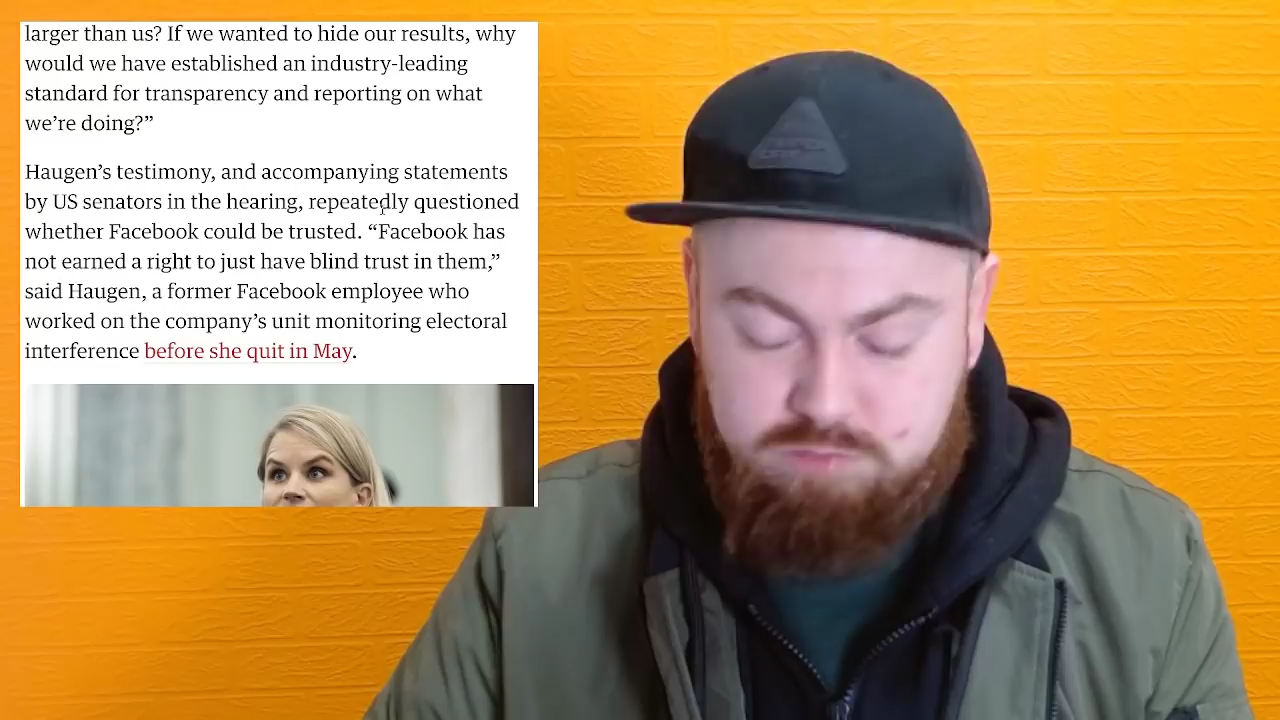 larger than us? If we wanted to hide our results, why
would we have established an industry-leading
standard for transparency and reporting on what
we’re doing?”
Haugen’s testimony, and accompanying statements
by US senators in the hearing, repeatedly questioned
whether Facebook could be trusted. “Facebook has
not earned a right to just have blind trust in them,”
said Haugen, a former Facebook employee who
worked on the company’s unit monitoring electoral
interference before she quit in May.